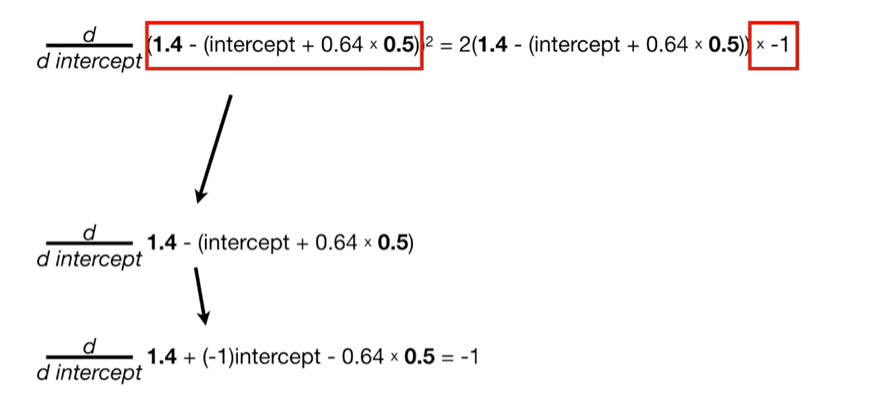 d
d intercept (1.4 - (intercept + 0.64 × 0.5))² = 2(1.4 - (intercept + 0.64 × 0.5)) × -1
d
d intercept 1.4 - (intercept + 0.64 × 0.5)
d
d intercept 1.4 + (-1)intercept - 0.64 × 0.5 = -1